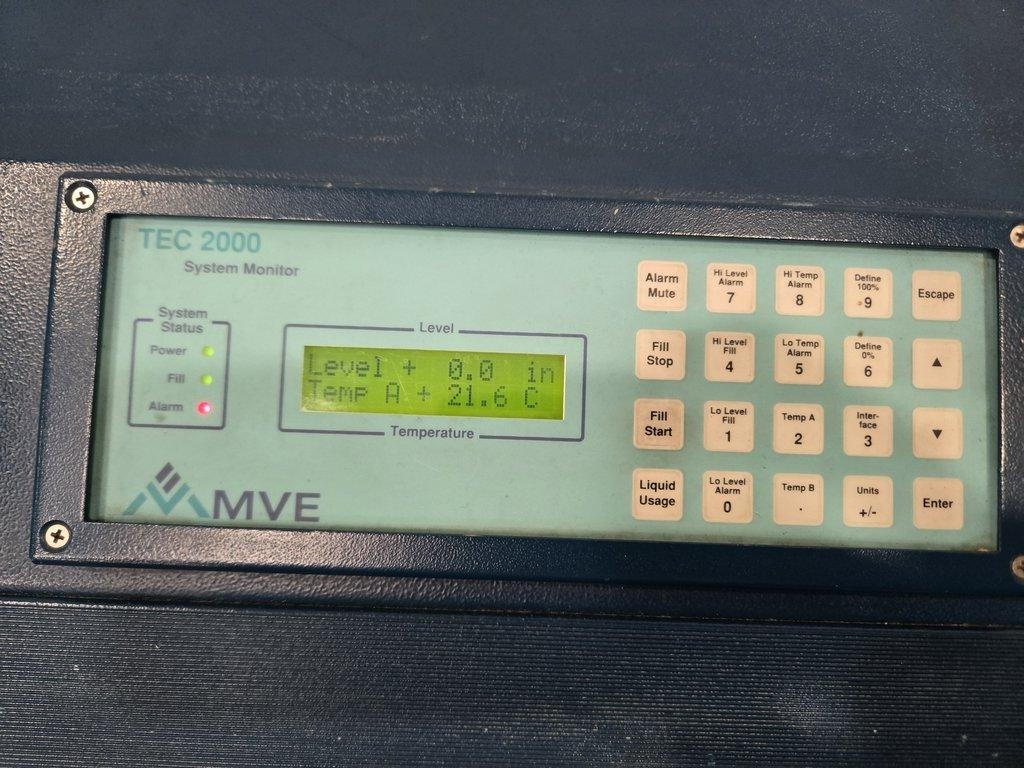 TEC 2000
System Monitor
System
Status
Power
Fill
Alarm
Level
Level + 0.0 in
Temp A + 21.6 C
Temperature
MVE
Alarm
Mute
Hi Level
Alarm
7
Hi Temp
Alarm
8
Define
100%
9
Escape
Fill
Stop
Hi Level
Fill
4
Lo Temp
Alarm
5
Define
0%
6
▲
Fill
Start
Lo Level
Fill
1
Temp A
2
Inter-
face
3
▼
Liquid
Usage
Lo Level
Alarm
0
Temp B
.
Units
+/-
Enter